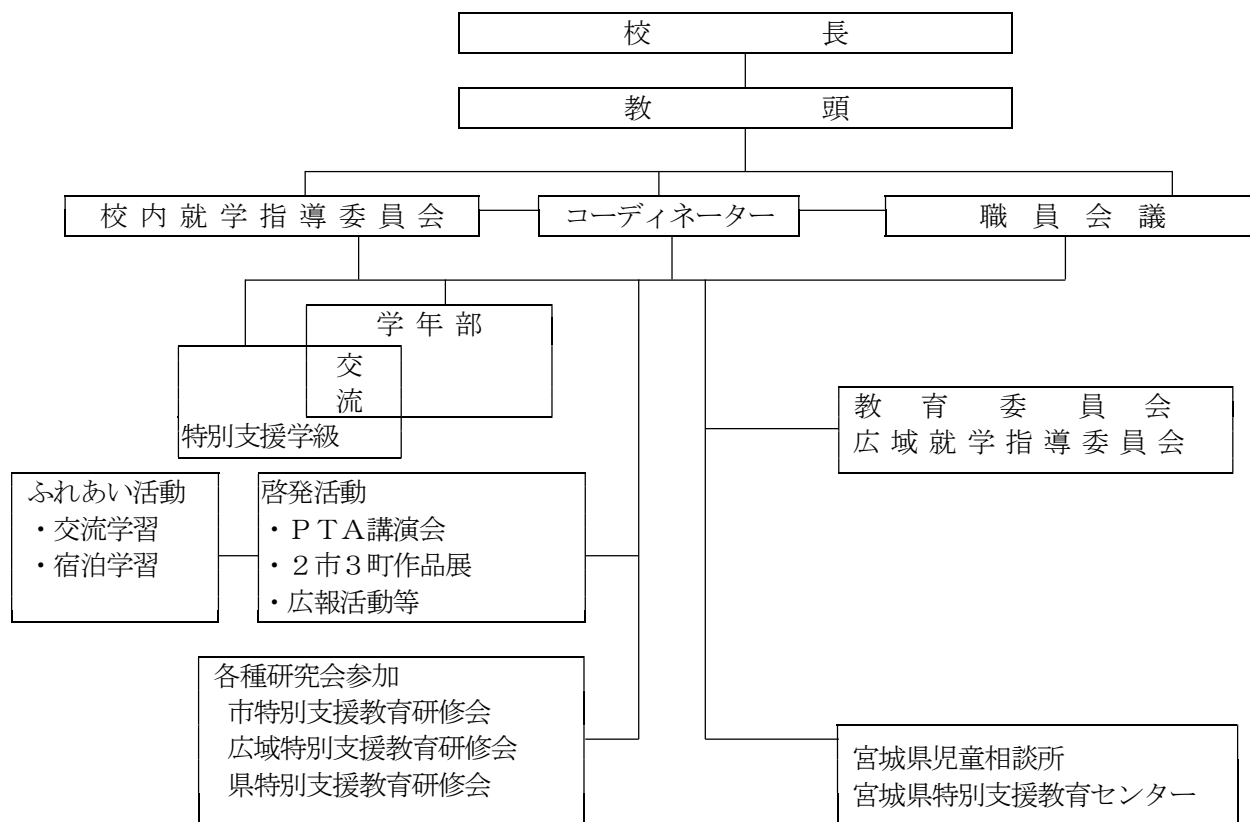 校長
教頭
校内就学指導委員会
コーディネーター
職員会議
学年部
交
流
特別支援学級
教育委員会
広域就学指導委員会
ふれあい活動
・交流学習
・宿泊学習
啓発活動
・ＰＴＡ講演会
・２市３町作品展
・広報活動等
各種研究会参加
市特別支援教育研修会
広域特別支援教育研修会
県特別支援教育研修会
宮城県児童相談所
宮城県特別支援教育センター